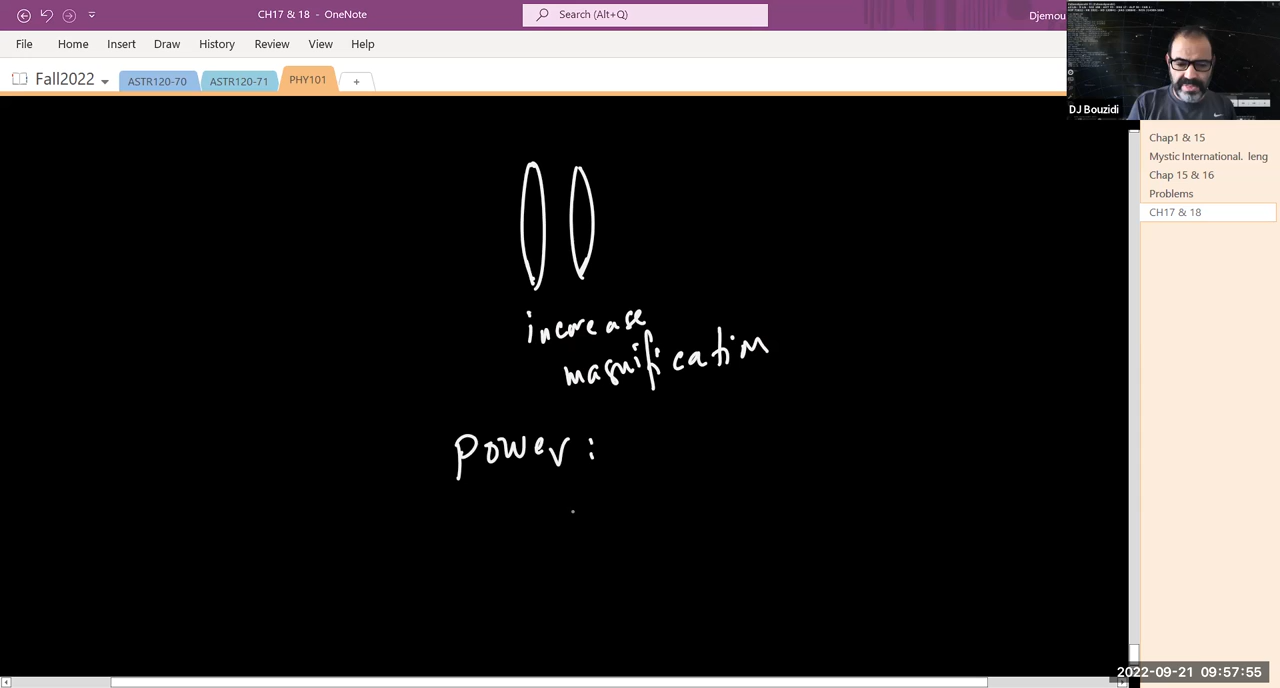 CH17 & 18 - OneNote
Search (Alt+Q)
Djemou
File Home Insert Draw History Review View Help
Fall2022 ASTR120-70 ASTR120-71 PHY101 +
DJ Bouzidi
Chap1 & 15
Mystic International. leng
Chap 15 & 16
Problems
CH17 & 18
increase
magnification
power :
2022-09-21 09:57:55